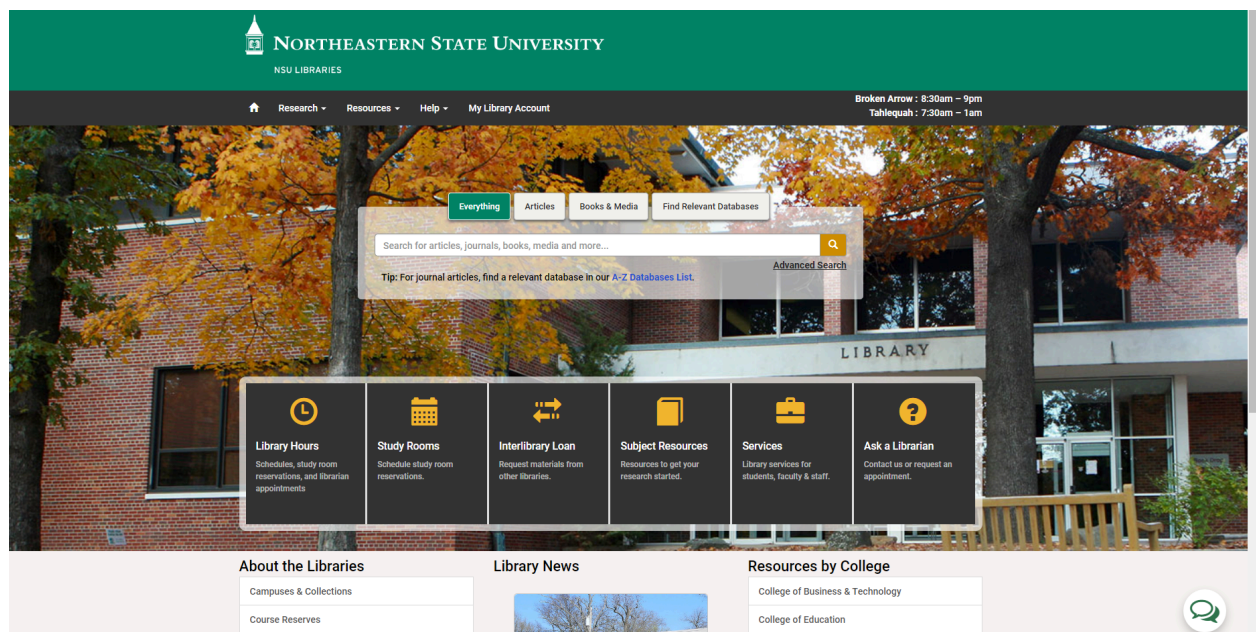 NORTHEASTERN STATE UNIVERSITY
NSU LIBRARIES
Research
Resources
Help
My Library Account
Broken Arrow : 8:30am – 9pm
Tahlequah : 7:30am – 1am
Everything
Articles
Books & Media
Find Relevant Databases
Search for articles, journals, books, media and more...
Advanced Search
Tip: For journal articles, find a relevant database in our A-Z Databases List.
LIBRARY
Library Hours
Schedules, study room
reservations, and librarian
appointments
Study Rooms
Schedule study room
reservations.
Interlibrary Loan
Request materials from
other libraries.
Subject Resources
Resources to get your
research started.
Services
Library services for
students, faculty & staff.
Ask a Librarian
Contact us or request an
appointment.
About the Libraries
Campuses & Collections
Course Reserves
Library News
Resources by College
College of Business & Technology
College of Education